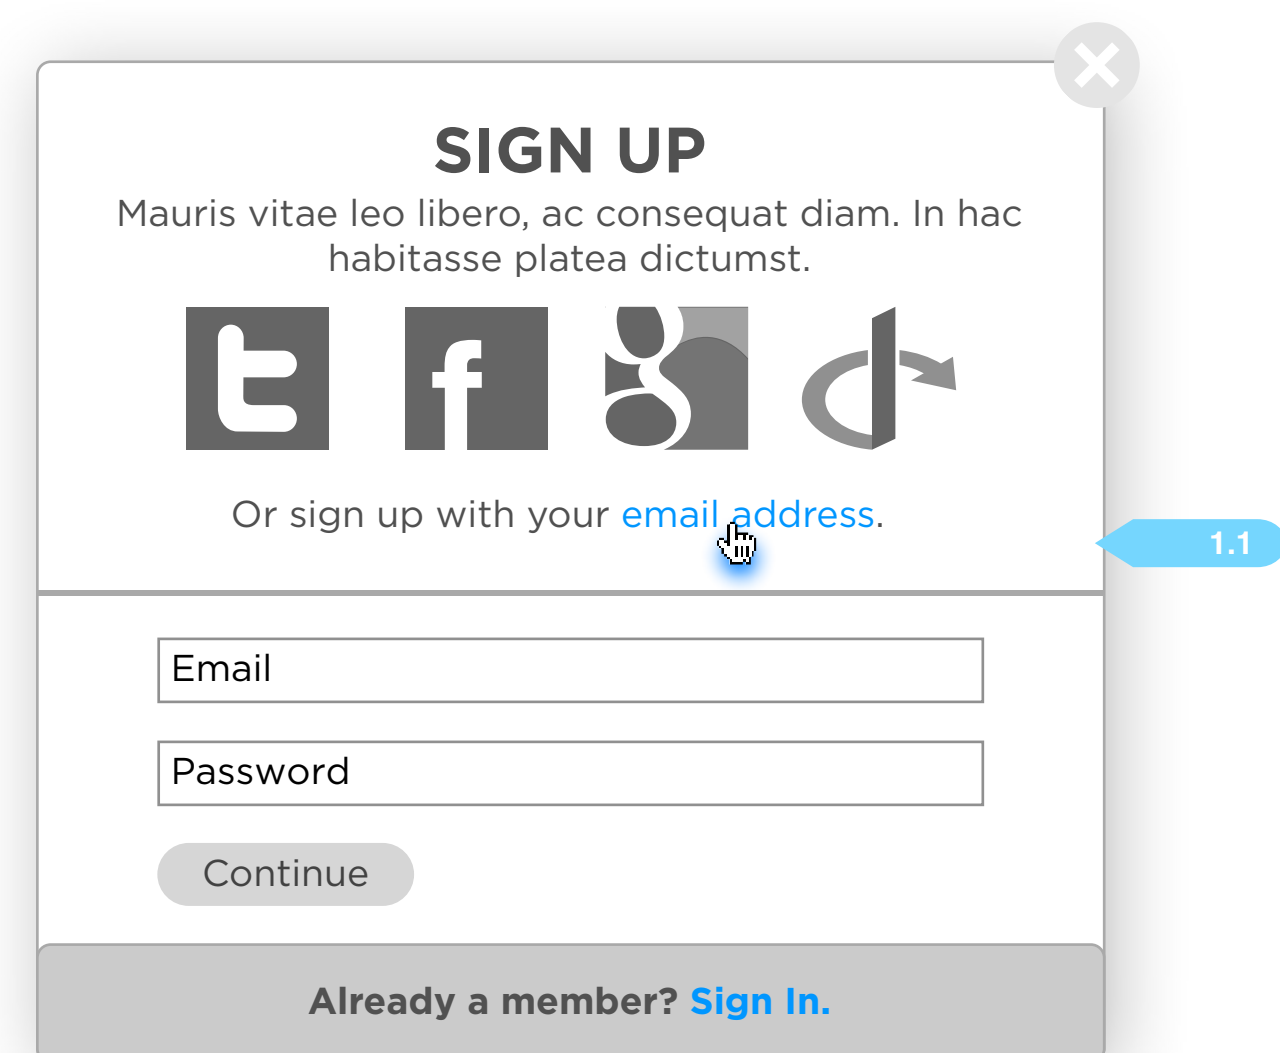 SIGN UP
Mauris vitae leo libero, ac consequat diam. In hac
habitasse platea dictumst.
Or sign up with your email address.
1.1
Email
Password
Continue
Already a member? Sign In.